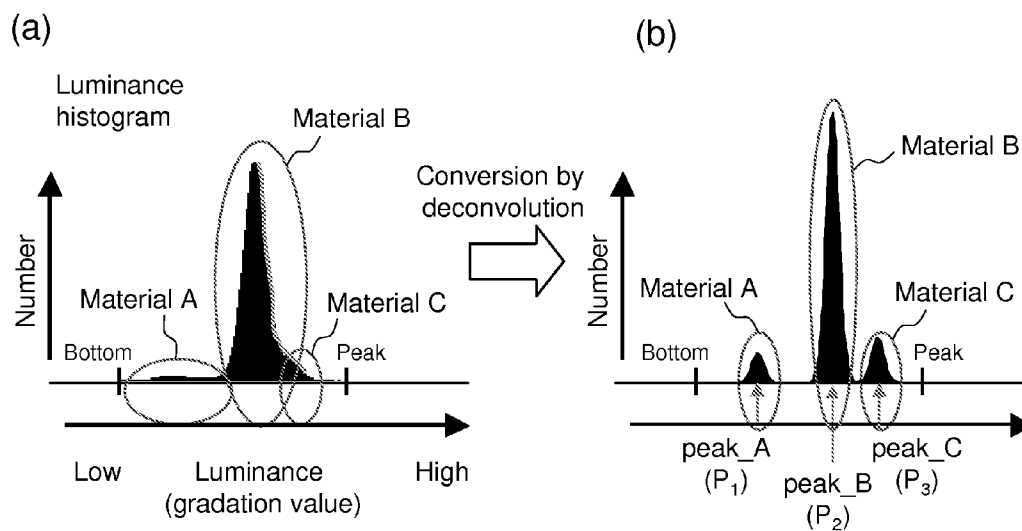 (a)
Luminance
histogram
Material B
Number
Material A
Material C
Bottom
Peak
Low
Luminance
(gradation value)
High
Conversion by
deconvolution
(b)
Material B
Number
Material A
Material C
Bottom
Peak
peak_A
(P1)
peak_B
(P2)
peak_C
(P3)